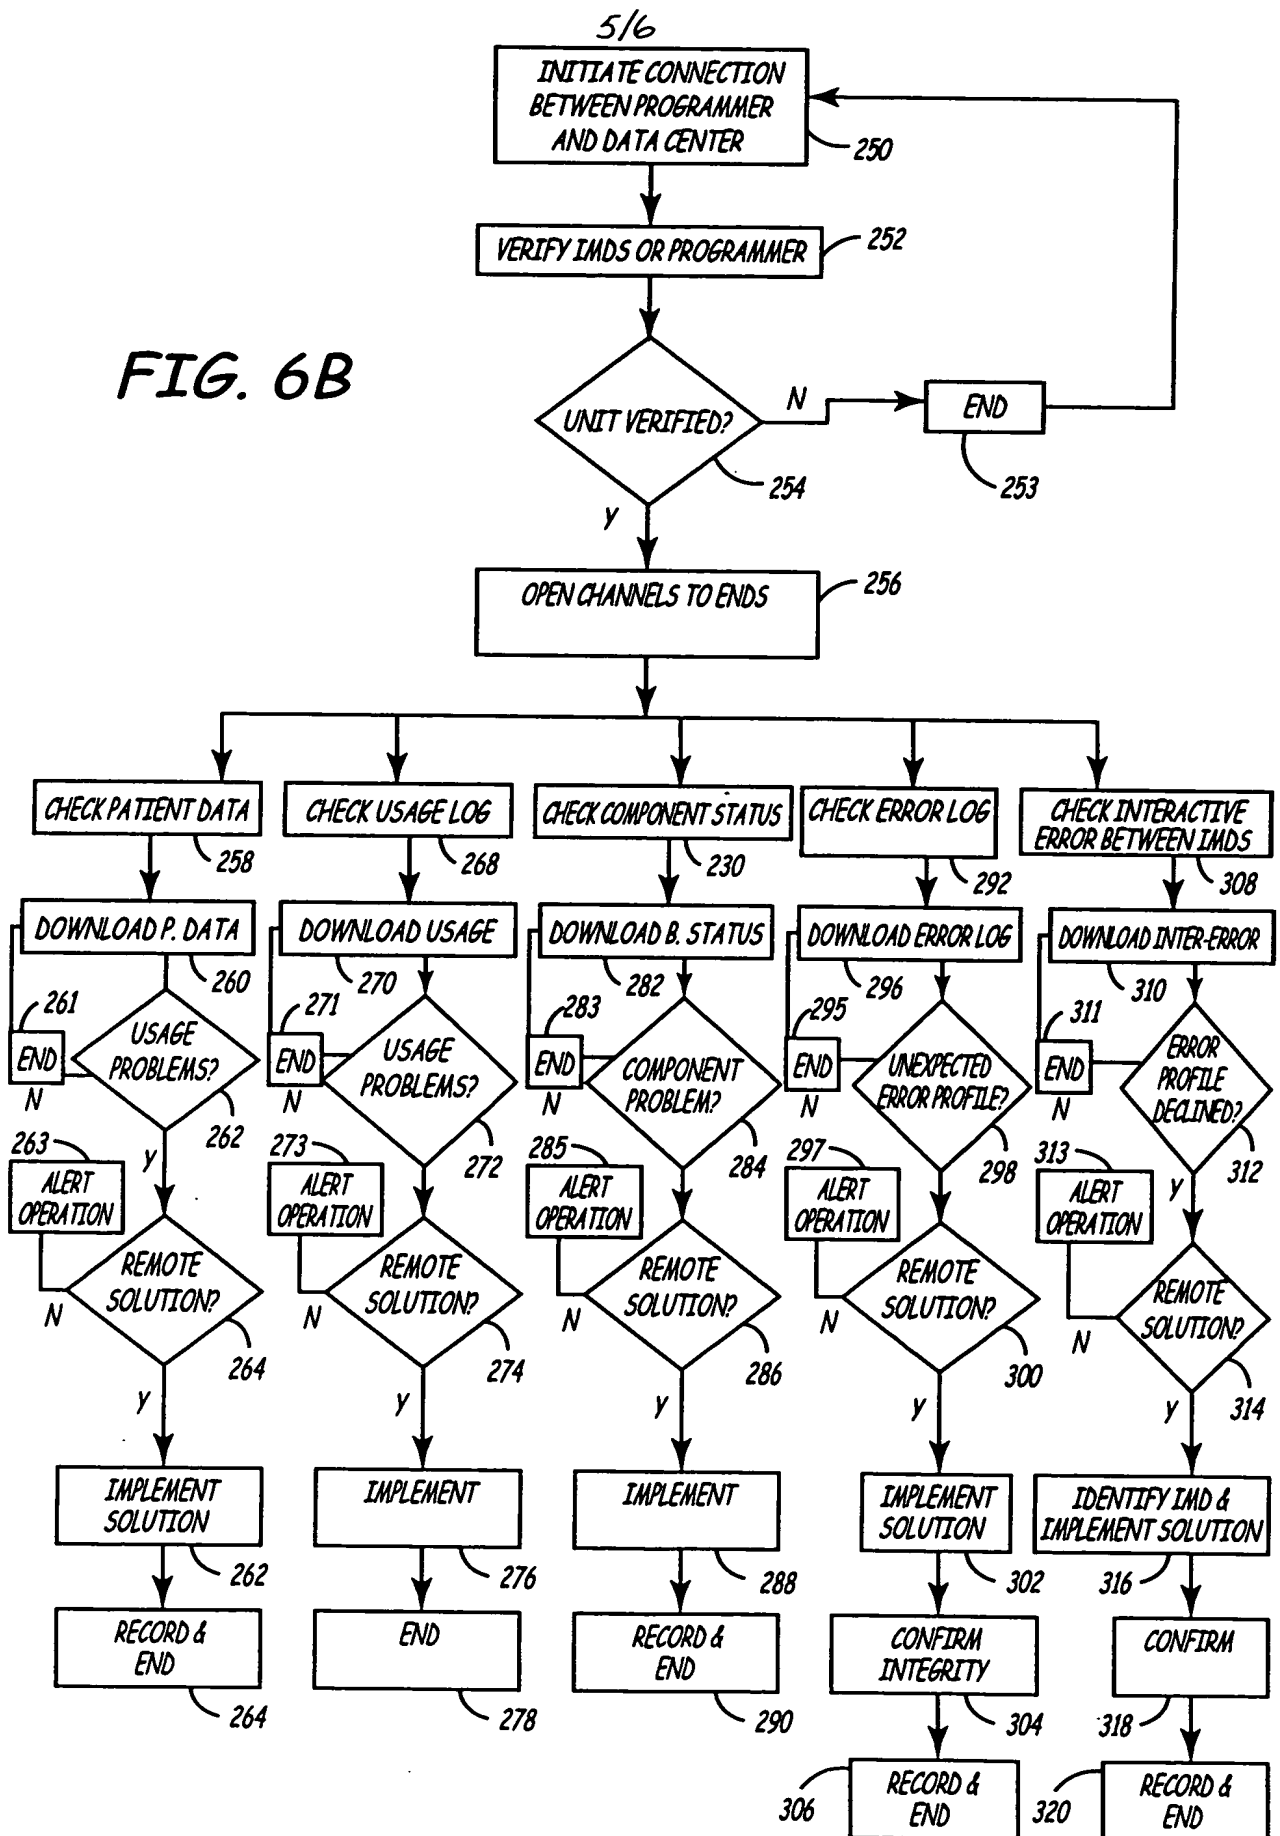 5/6
INITIATE CONNECTION
BETWEEN PROGRAMMER
AND DATA CENTER
250
VERIFY IMDS OR PROGRAMMER
252
FIG. 6B
UNIT VERIFIED?
N
END
254
253
Y
OPEN CHANNELS TO ENDS
256
CHECK PATIENT DATA
258
DOWNLOAD P. DATA
260
261
END
N
USAGE
PROBLEMS?
262
263
Y
ALERT
OPERATION
REMOTE
SOLUTION?
N
264
Y
IMPLEMENT
SOLUTION
262
RECORD &
END
264
CHECK USAGE LOG
268
DOWNLOAD USAGE
270
271
END
N
USAGE
PROBLEMS?
272
273
ALERT
OPERATION
REMOTE
SOLUTION?
N
274
Y
IMPLEMENT
276
END
278
CHECK COMPONENT STATUS
230
DOWNLOAD B. STATUS
282
283
END
N
COMPONENT
PROBLEM?
284
285
ALERT
OPERATION
REMOTE
SOLUTION?
N
286
Y
IMPLEMENT
288
RECORD &
END
290
CHECK ERROR LOG
292
DOWNLOAD ERROR LOG
296
295
END
N
UNEXPECTED
ERROR PROFILE?
298
297
ALERT
OPERATION
REMOTE
SOLUTION?
N
300
Y
IMPLEMENT
SOLUTION
302
CONFIRM
INTEGRITY
304
RECORD &
END
306
CHECK INTERACTIVE
ERROR BETWEEN IMDS
308
DOWNLOAD INTER-ERROR
310
311
END
N
ERROR
PROFILE
DECLINED?
312
313
Y
ALERT
OPERATION
REMOTE
SOLUTION?
N
314
Y
IDENTIFY IMD &
IMPLEMENT SOLUTION
316
CONFIRM
318
RECORD &
END
320